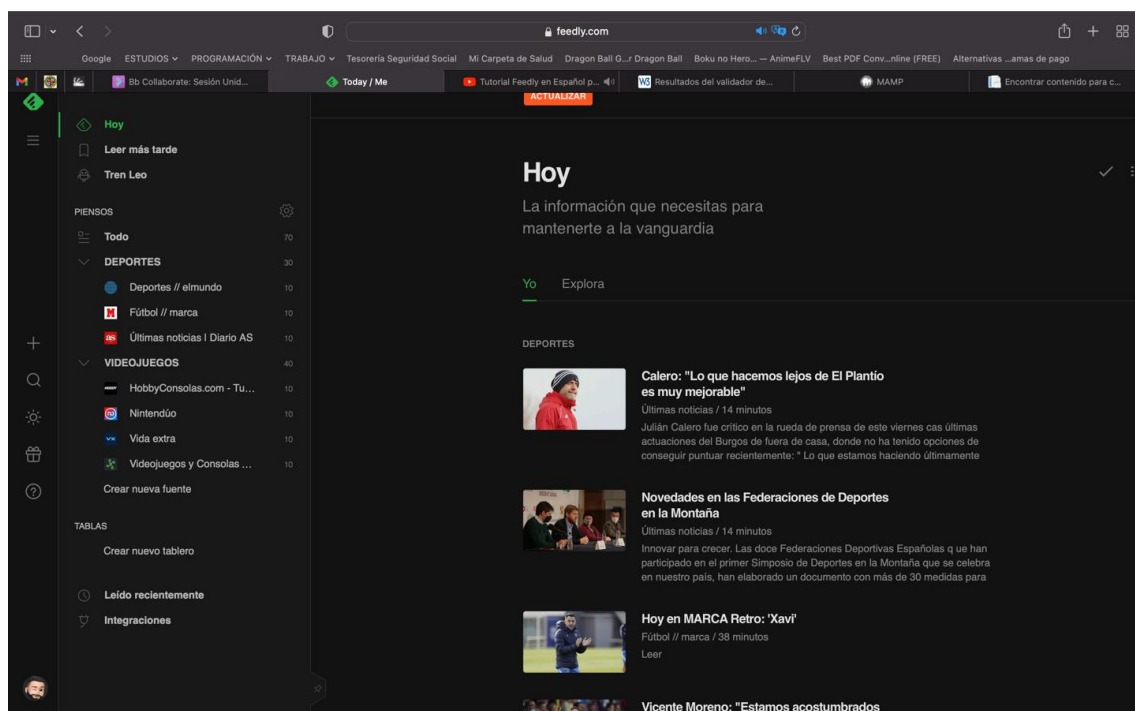 feedly.com
Google ESTUDIOS PROGRAMACIÓN TRABAJO Tesorería Seguridad Social Mi Carpeta de Salud Dragon Ball G...r Dragon Ball Boku no Hero... — AnimeFLV Best PDF Conv...nline (FREE) Alternativas ...amas de pago
Bb Collaborate: Sesión Unid... Today / Me Tutorial Feedly en Español p... Resultados del validador de... MAMP Encontrar contenido para c...
ACTUALIZAR
Hoy
Leer más tarde
Tren Leo
PIENSOS
Todo 70
DEPORTES 30
Deportes // elmundo 10
Fútbol // marca 10
Últimas noticias | Diario AS 10
VIDEOJUEGOS 40
HobbyConsolas.com - Tu... 10
Nintendúo 10
Vida extra 10
Videojuegos y Consolas ... 10
Crear nueva fuente
TABLAS
Crear nuevo tablero
Leído recientemente
Integraciones
Hoy
La información que necesitas para
mantenerte a la vanguardia
Yo Explora
DEPORTES
Calero: "Lo que hacemos lejos de El Plantío
es muy mejorable"
Últimas noticias / 14 minutos
Julián Calero fue crítico en la rueda de prensa de este viernes cas últimas
actuaciones del Burgos de fuera de casa, donde no ha tenido opciones de
conseguir puntuar recientemente: " Lo que estamos haciendo últimamente
Novedades en las Federaciones de Deportes
en la Montaña
Últimas noticias / 14 minutos
Innovar para crecer. Las doce Federaciones Deportivas Españolas q ue han
participado en el primer Simposio de Deportes en la Montaña que se celebra
en nuestro país, han elaborado un documento con más de 30 medidas para
Hoy en MARCA Retro: 'Xavi'
Fútbol // marca / 38 minutos
Leer
Vicente Moreno: "Estamos acostumbrados